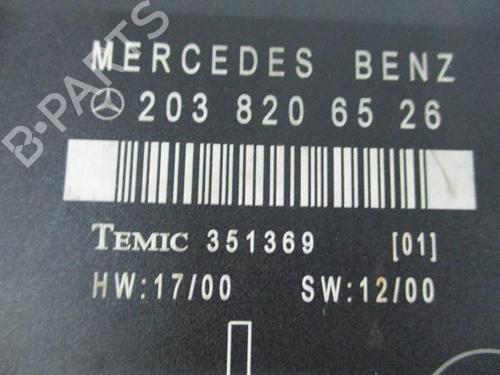 MERCEDES BENZ
203 820 65 26
TEMIC 351369 [01]
HW:17/00 SW:12/00
B-PARTS